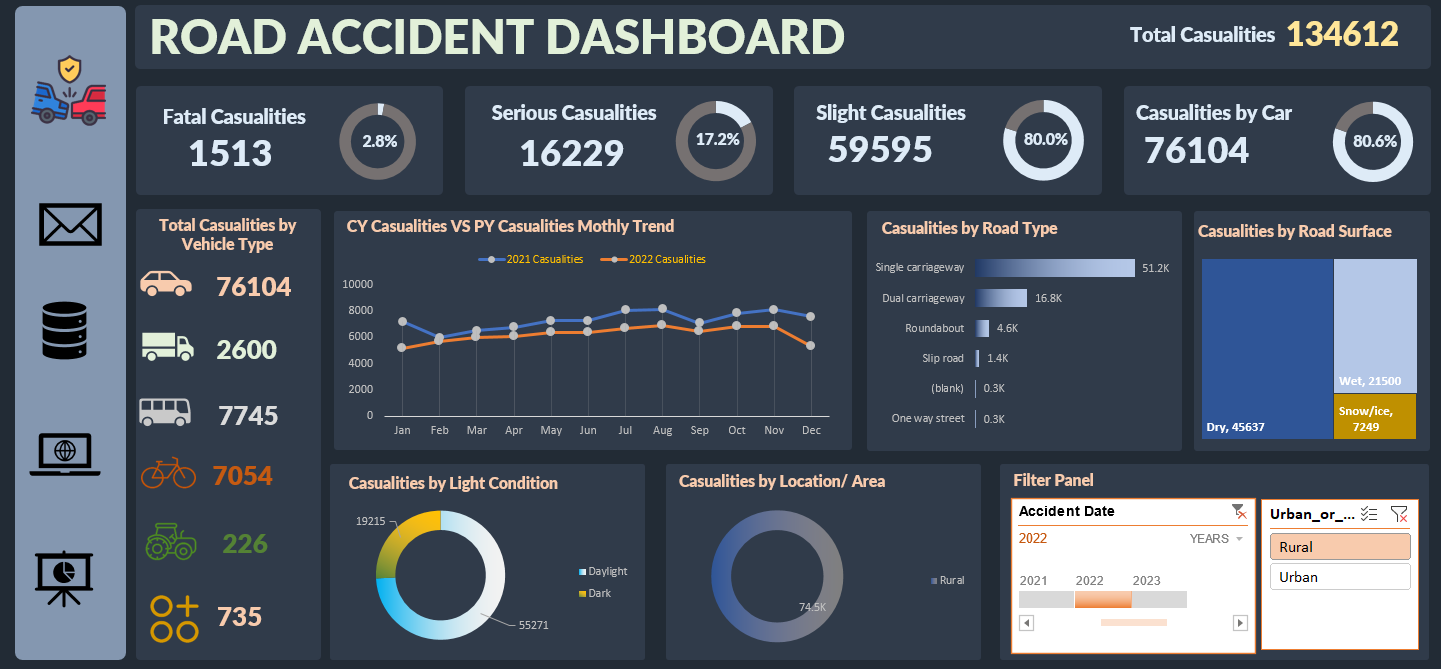 ROAD ACCIDENT DASHBOARD
Total Casualities 134612
Fatal Casualities
1513
2.8%
Serious Casualities
16229
17.2%
Slight Casualities
59595
80.0%
Casualities by Car
76104
80.6%
Total Casualities by
Vehicle Type
76104
2600
7745
7054
226
735
CY Casualities VS PY Casualities Mothly Trend
2021 Casualities 2022 Casualities
10000
8000
6000
4000
2000
0
Jan Feb Mar Apr May Jun Jul Aug Sep Oct Nov Dec
Casualities by Road Type
Single carriageway 51.2K
Dual carriageway 16.8K
Roundabout 4.6K
Slip road 1.4K
(blank) 0.3K
One way street 0.3K
Casualities by Road Surface
Dry, 45637
Wet, 21500
Snow/ice,
7249
Casualities by Light Condition
19215
55271
Daylight
Dark
Casualities by Location/ Area
74.5K
Rural
Filter Panel
Accident Date
2022 YEARS
2021 2022 2023
Urban_or_...
Rural
Urban